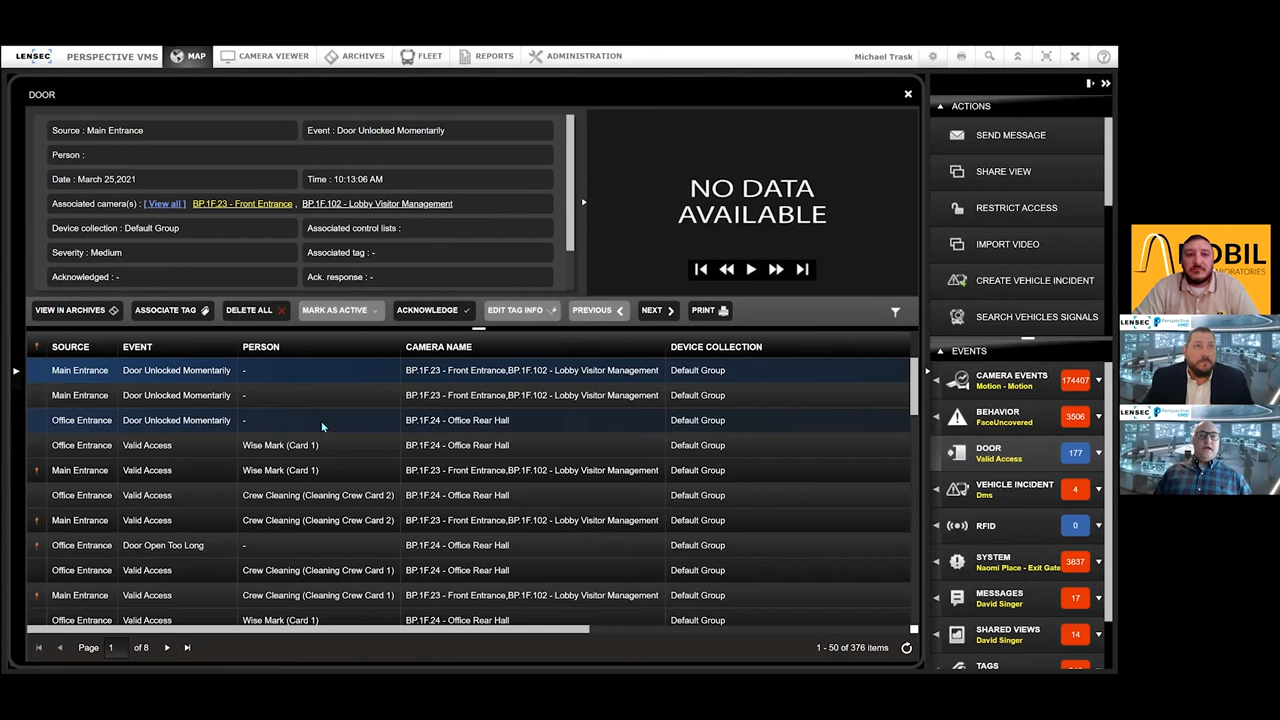 LENSEC PERSPECTIVE VMS MAP CAMERA VIEWER ARCHIVES FLEET REPORTS ADMINISTRATION Michael Trask
DOOR
Source : Main Entrance
Event : Door Unlocked Momentarily
Person :
Date : March 25,2021
Time : 10:13:06 AM
Associated camera(s) : [ View all ] BP.1F.23 - Front Entrance , BP.1F.102 - Lobby Visitor Management
Device collection : Default Group
Associated control lists :
Severity : Medium
Associated tag : -
Acknowledged : -
Ack. response : -
NO DATA
AVAILABLE
VIEW IN ARCHIVES ASSOCIATE TAG DELETE ALL MARK AS ACTIVE ACKNOWLEDGE EDIT TAG INFO PREVIOUS NEXT PRINT
SOURCE EVENT PERSON CAMERA NAME DEVICE COLLECTION
Main Entrance Door Unlocked Momentarily - BP.1F.23 - Front Entrance,BP.1F.102 - Lobby Visitor Management Default Group
Main Entrance Door Unlocked Momentarily - BP.1F.23 - Front Entrance,BP.1F.102 - Lobby Visitor Management Default Group
Office Entrance Door Unlocked Momentarily - BP.1F.24 - Office Rear Hall Default Group
Office Entrance Valid Access Wise Mark (Card 1) BP.1F.24 - Office Rear Hall Default Group
Main Entrance Valid Access Wise Mark (Card 1) BP.1F.23 - Front Entrance,BP.1F.102 - Lobby Visitor Management Default Group
Office Entrance Valid Access Crew Cleaning (Cleaning Crew Card 2) BP.1F.24 - Office Rear Hall Default Group
Main Entrance Valid Access Crew Cleaning (Cleaning Crew Card 2) BP.1F.23 - Front Entrance,BP.1F.102 - Lobby Visitor Management Default Group
Office Entrance Door Open Too Long - BP.1F.24 - Office Rear Hall Default Group
Office Entrance Valid Access Crew Cleaning (Cleaning Crew Card 1) BP.1F.24 - Office Rear Hall Default Group
Main Entrance Valid Access Crew Cleaning (Cleaning Crew Card 1) BP.1F.23 - Front Entrance,BP.1F.102 - Lobby Visitor Management Default Group
Office Entrance Valid Access Wise Mark (Card 1) BP.1F.24 - Office Rear Hall Default Group
Page 1 of 8 1 - 50 of 376 items
ACTIONS
SEND MESSAGE
SHARE VIEW
RESTRICT ACCESS
IMPORT VIDEO
CREATE VEHICLE INCIDENT
SEARCH VEHICLES SIGNALS
EVENTS
CAMERA EVENTS 174407
Motion - Motion
BEHAVIOR 3506
FaceUncovered
DOOR 177
Valid Access
VEHICLE INCIDENT 4
Dms
RFID 0
SYSTEM 3837
Naomi Place - Exit Gate
MESSAGES 17
David Singer
SHARED VIEWS 14
David Singer
TAGS
LENSEC Perspective VMS
LENSEC Perspective VMS